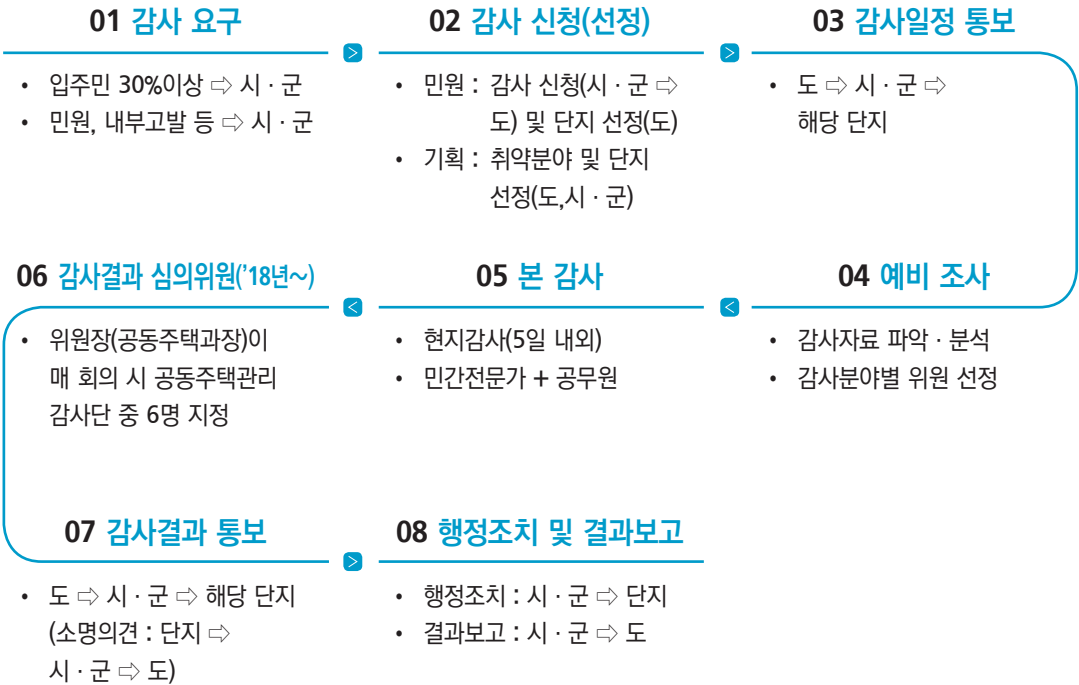 01 감사 요구
• 입주민 30%이상 ⇨ 시 · 군
• 민원, 내부고발 등 ⇨ 시 · 군
02 감사 신청(선정)
• 민원 : 감사 신청(시 · 군 ⇨
도) 및 단지 선정(도)
• 기획 : 취약분야 및 단지
선정(도,시 · 군)
03 감사일정 통보
• 도 ⇨ 시 · 군 ⇨
해당 단지
04 예비 조사
• 감사자료 파악 · 분석
• 감사분야별 위원 선정
05 본 감사
• 현지감사(5일 내외)
• 민간전문가 + 공무원
06 감사결과 심의위원('18년~)
• 위원장(공동주택과장)이
매 회의 시 공동주택관리
감사단 중 6명 지정
07 감사결과 통보
• 도 ⇨ 시 · 군 ⇨ 해당 단지
(소명의견 : 단지 ⇨
시 · 군 ⇨ 도)
08 행정조치 및 결과보고
• 행정조치 : 시 · 군 ⇨ 단지
• 결과보고 : 시 · 군 ⇨ 도